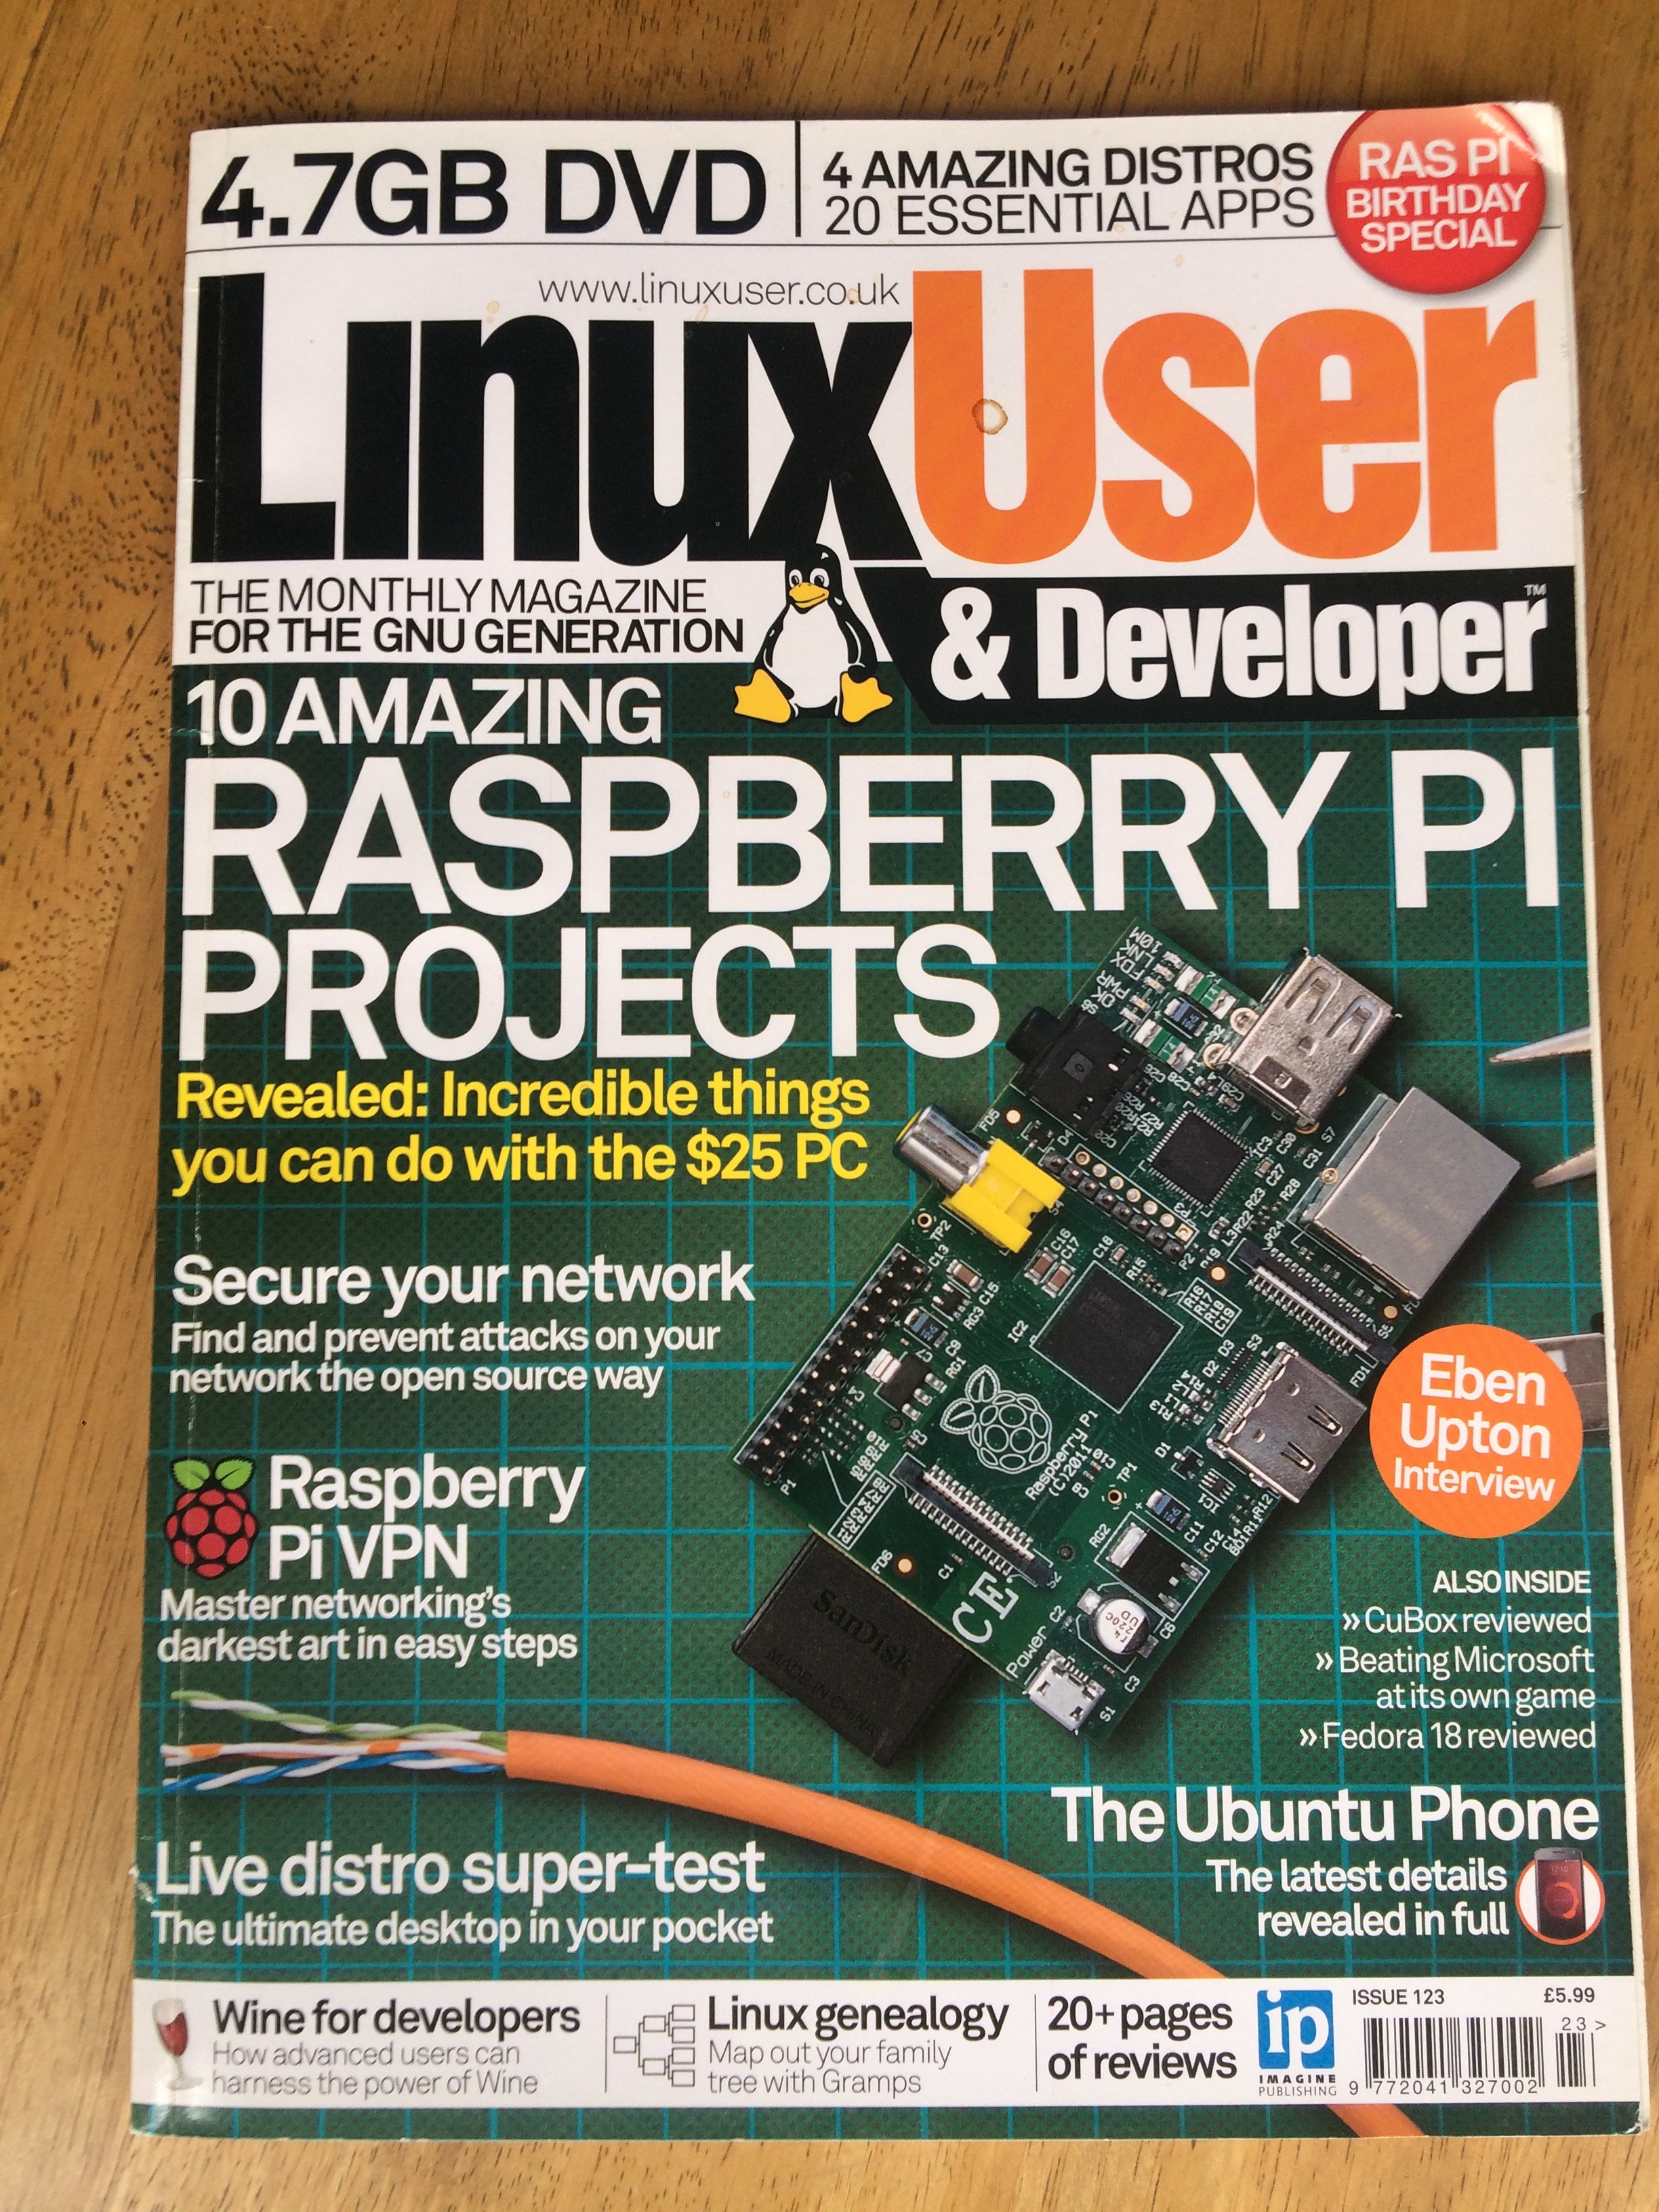 4.7GB DVD
4 AMAZING DISTROS
20 ESSENTIAL APPS
RAS PI
BIRTHDAY
SPECIAL
www.linuxuser.co.uk
LinuxUser
& Developer™
THE MONTHLY MAGAZINE
FOR THE GNU GENERATION
10 AMAZING
RASPBERRY PI
PROJECTS
Revealed: Incredible things
you can do with the $25 PC
Secure your network
Find and prevent attacks on your
network the open source way
Raspberry
Pi VPN
Master networking's
darkest art in easy steps
Raspberry Pi
(C)2011
CE
Power
SanDisk
MADE IN CHINA
Eben
Upton
Interview
ALSO INSIDE
» CuBox reviewed
» Beating Microsoft
at its own game
» Fedora 18 reviewed
The Ubuntu Phone
The latest details
revealed in full
Live distro super-test
The ultimate desktop in your pocket
Wine for developers
How advanced users can
harness the power of Wine
Linux genealogy
Map out your family
tree with Gramps
20+ pages
of reviews
ip
IMAGINE
PUBLISHING
ISSUE 123
£5.99
23 >
9 772041 327002